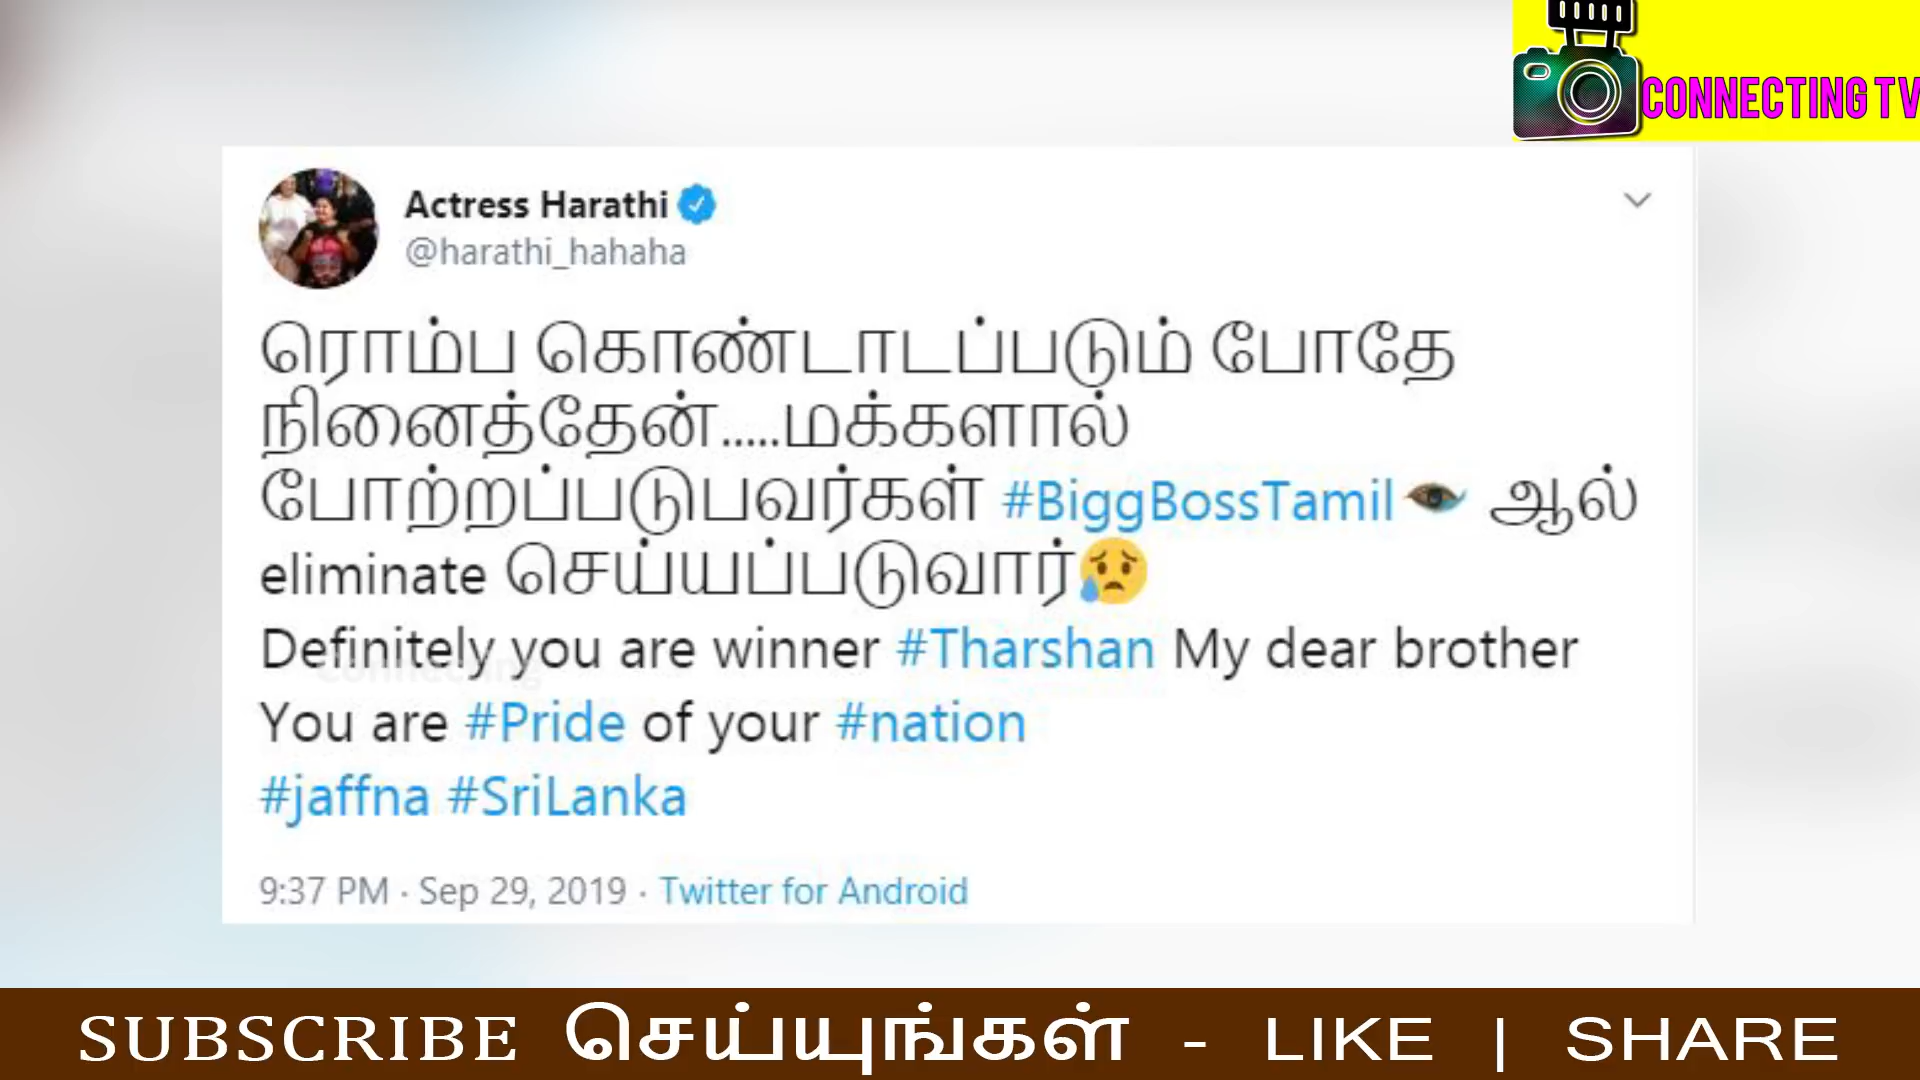 CONNECTING TV
Actress Harathi
@harathi_hahaha
ரொம்ப கொண்டாடப்படும் போதே
நினைத்தேன்.....மக்களால்
போற்றப்படுபவர்கள் #BiggBossTamil ஆல்
eliminate செய்யப்படுவார்😥
Definitely you are winner #Tharshan My dear brother
Connecting
You are #Pride of your #nation
#jaffna #SriLanka
9:37 PM · Sep 29, 2019 · Twitter for Android
SUBSCRIBE செய்யுங்கள் - LIKE | SHARE